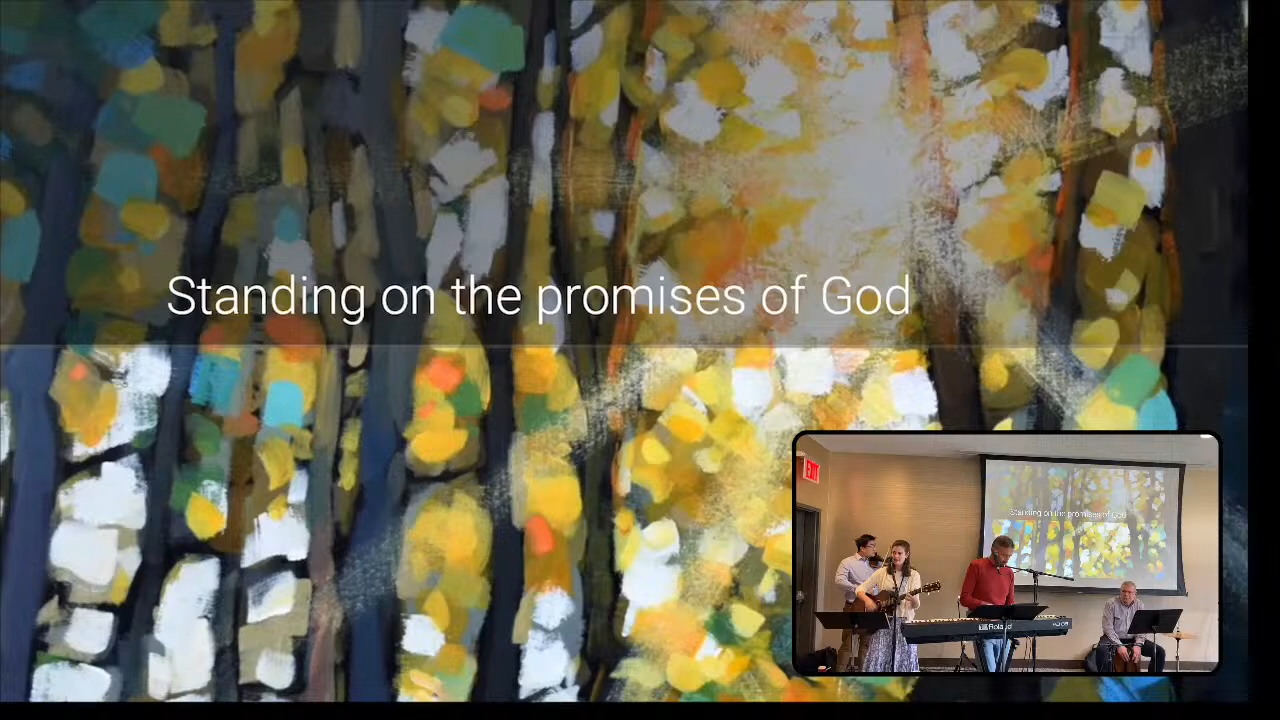 Standing on the promises of God
EXIT
Standing on the promises of God
Roland